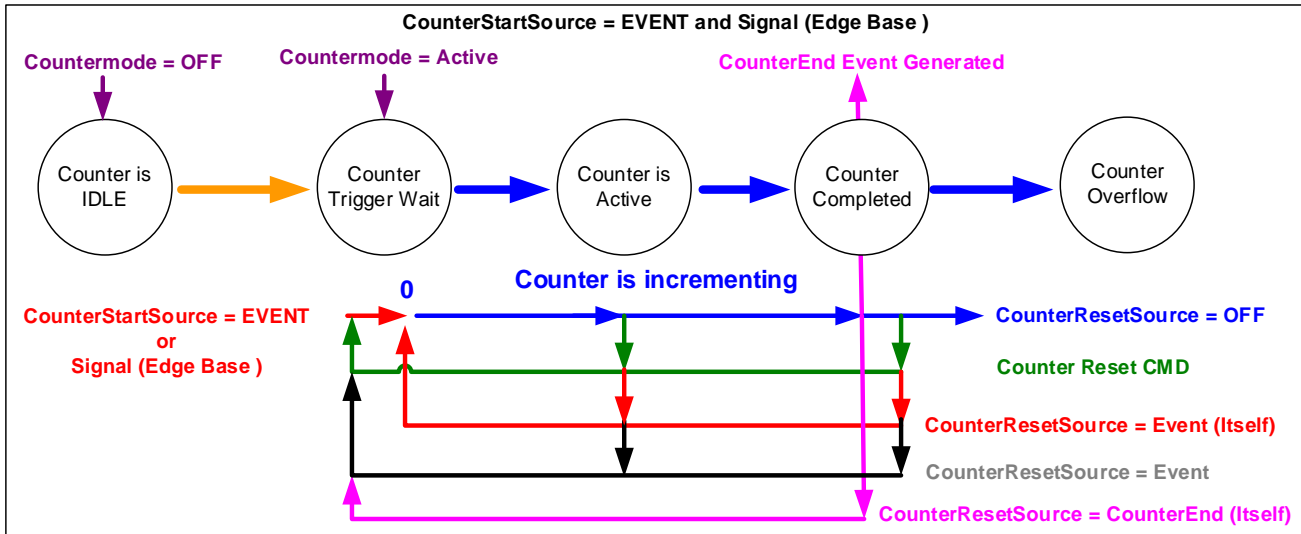 CounterStartSource = EVENT and Signal (Edge Base )
Countermode = OFF
Countermode = Active
CounterEnd Event Generated
Counter is
IDLE
Counter
Trigger Wait
Counter is
Active
Counter
Completed
Counter
Overflow
0
Counter is incrementing
CounterStartSource = EVENT
or
Signal (Edge Base )
CounterResetSource = OFF
Counter Reset CMD
CounterResetSource = Event (Itself)
CounterResetSource = Event
CounterResetSource = CounterEnd (Itself)